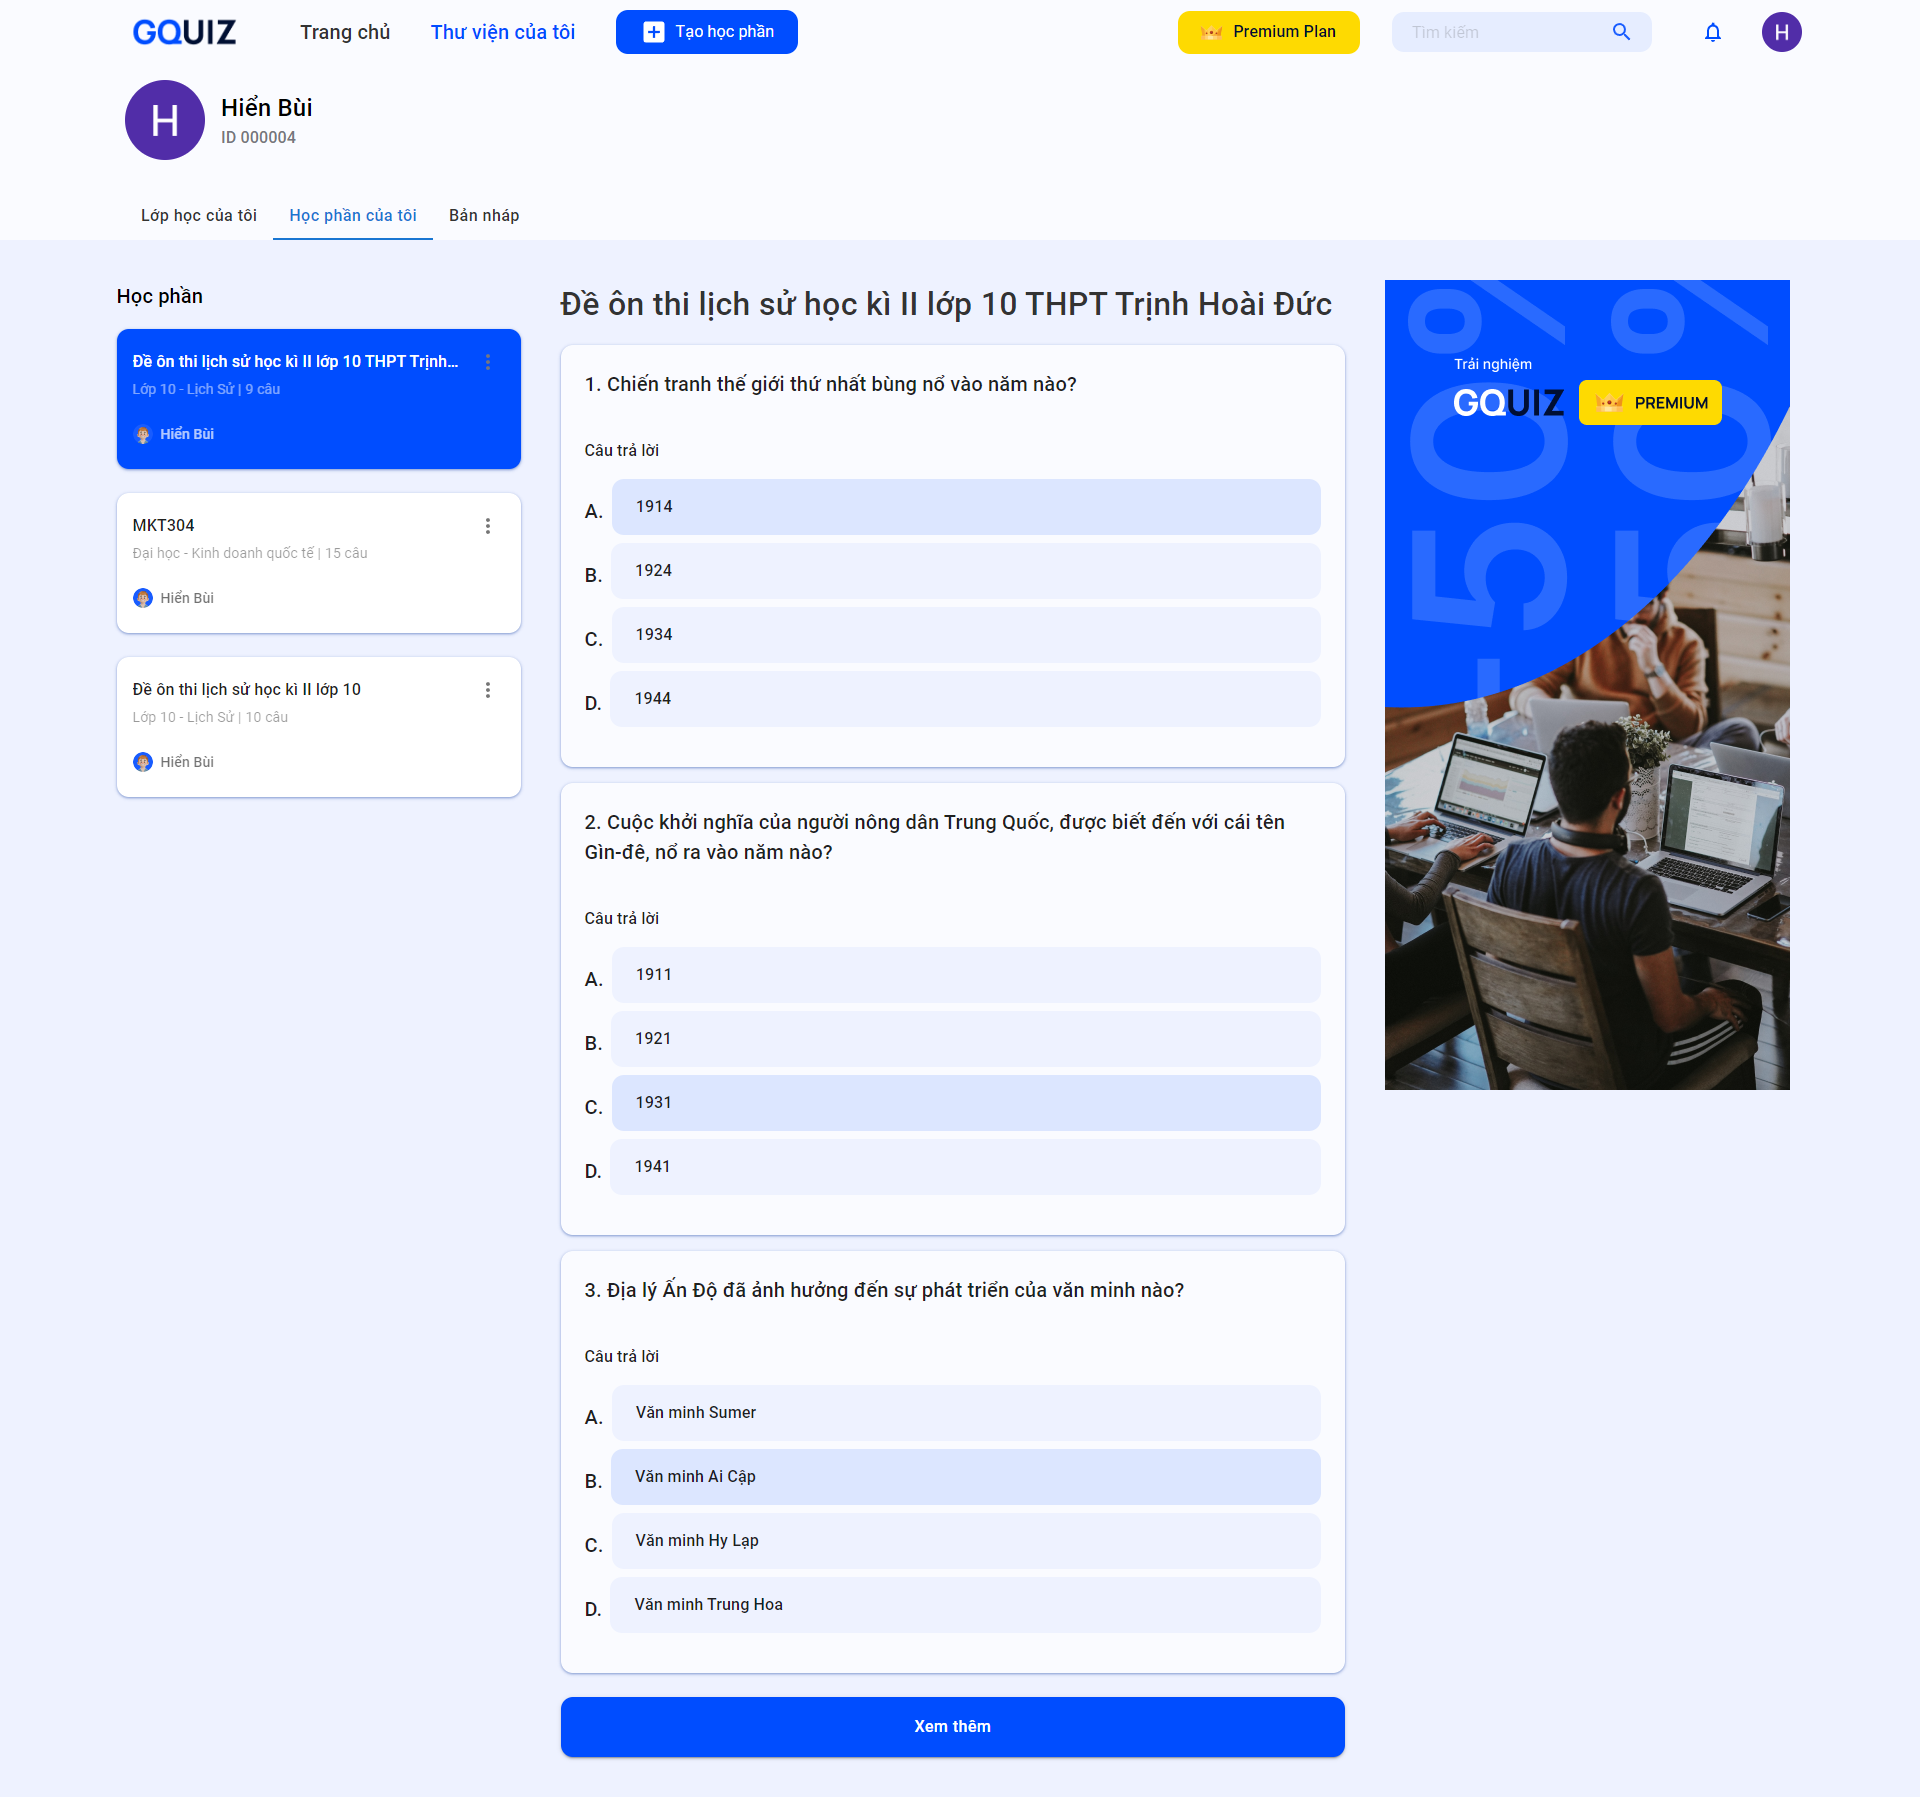 GQUIZ
Trang chủ
Thư viện của tôi
Tạo học phần
Premium Plan
Tìm kiếm
H
H
Hiển Bùi
ID 000004
Lớp học của tôi
Học phần của tôi
Bản nháp
Học phần
Đề ôn thi lịch sử học kì II lớp 10 THPT Trịnh...
Lớp 10 - Lịch Sử | 9 câu
Hiển Bùi
MKT304
Đại học - Kinh doanh quốc tế | 15 câu
Hiển Bùi
Đề ôn thi lịch sử học kì II lớp 10
Lớp 10 - Lịch Sử | 10 câu
Hiển Bùi
Đề ôn thi lịch sử học kì II lớp 10 THPT Trịnh Hoài Đức
1. Chiến tranh thế giới thứ nhất bùng nổ vào năm nào?
Câu trả lời
A. 1914
B. 1924
C. 1934
D. 1944
2. Cuộc khởi nghĩa của người nông dân Trung Quốc, được biết đến với cái tên
Gìn-đê, nổ ra vào năm nào?
Câu trả lời
A. 1911
B. 1921
C. 1931
D. 1941
3. Địa lý Ấn Độ đã ảnh hưởng đến sự phát triển của văn minh nào?
Câu trả lời
A. Văn minh Sumer
B. Văn minh Ai Cập
C. Văn minh Hy Lạp
D. Văn minh Trung Hoa
Xem thêm
50%
50%
Trải nghiệm
GQUIZ
PREMIUM